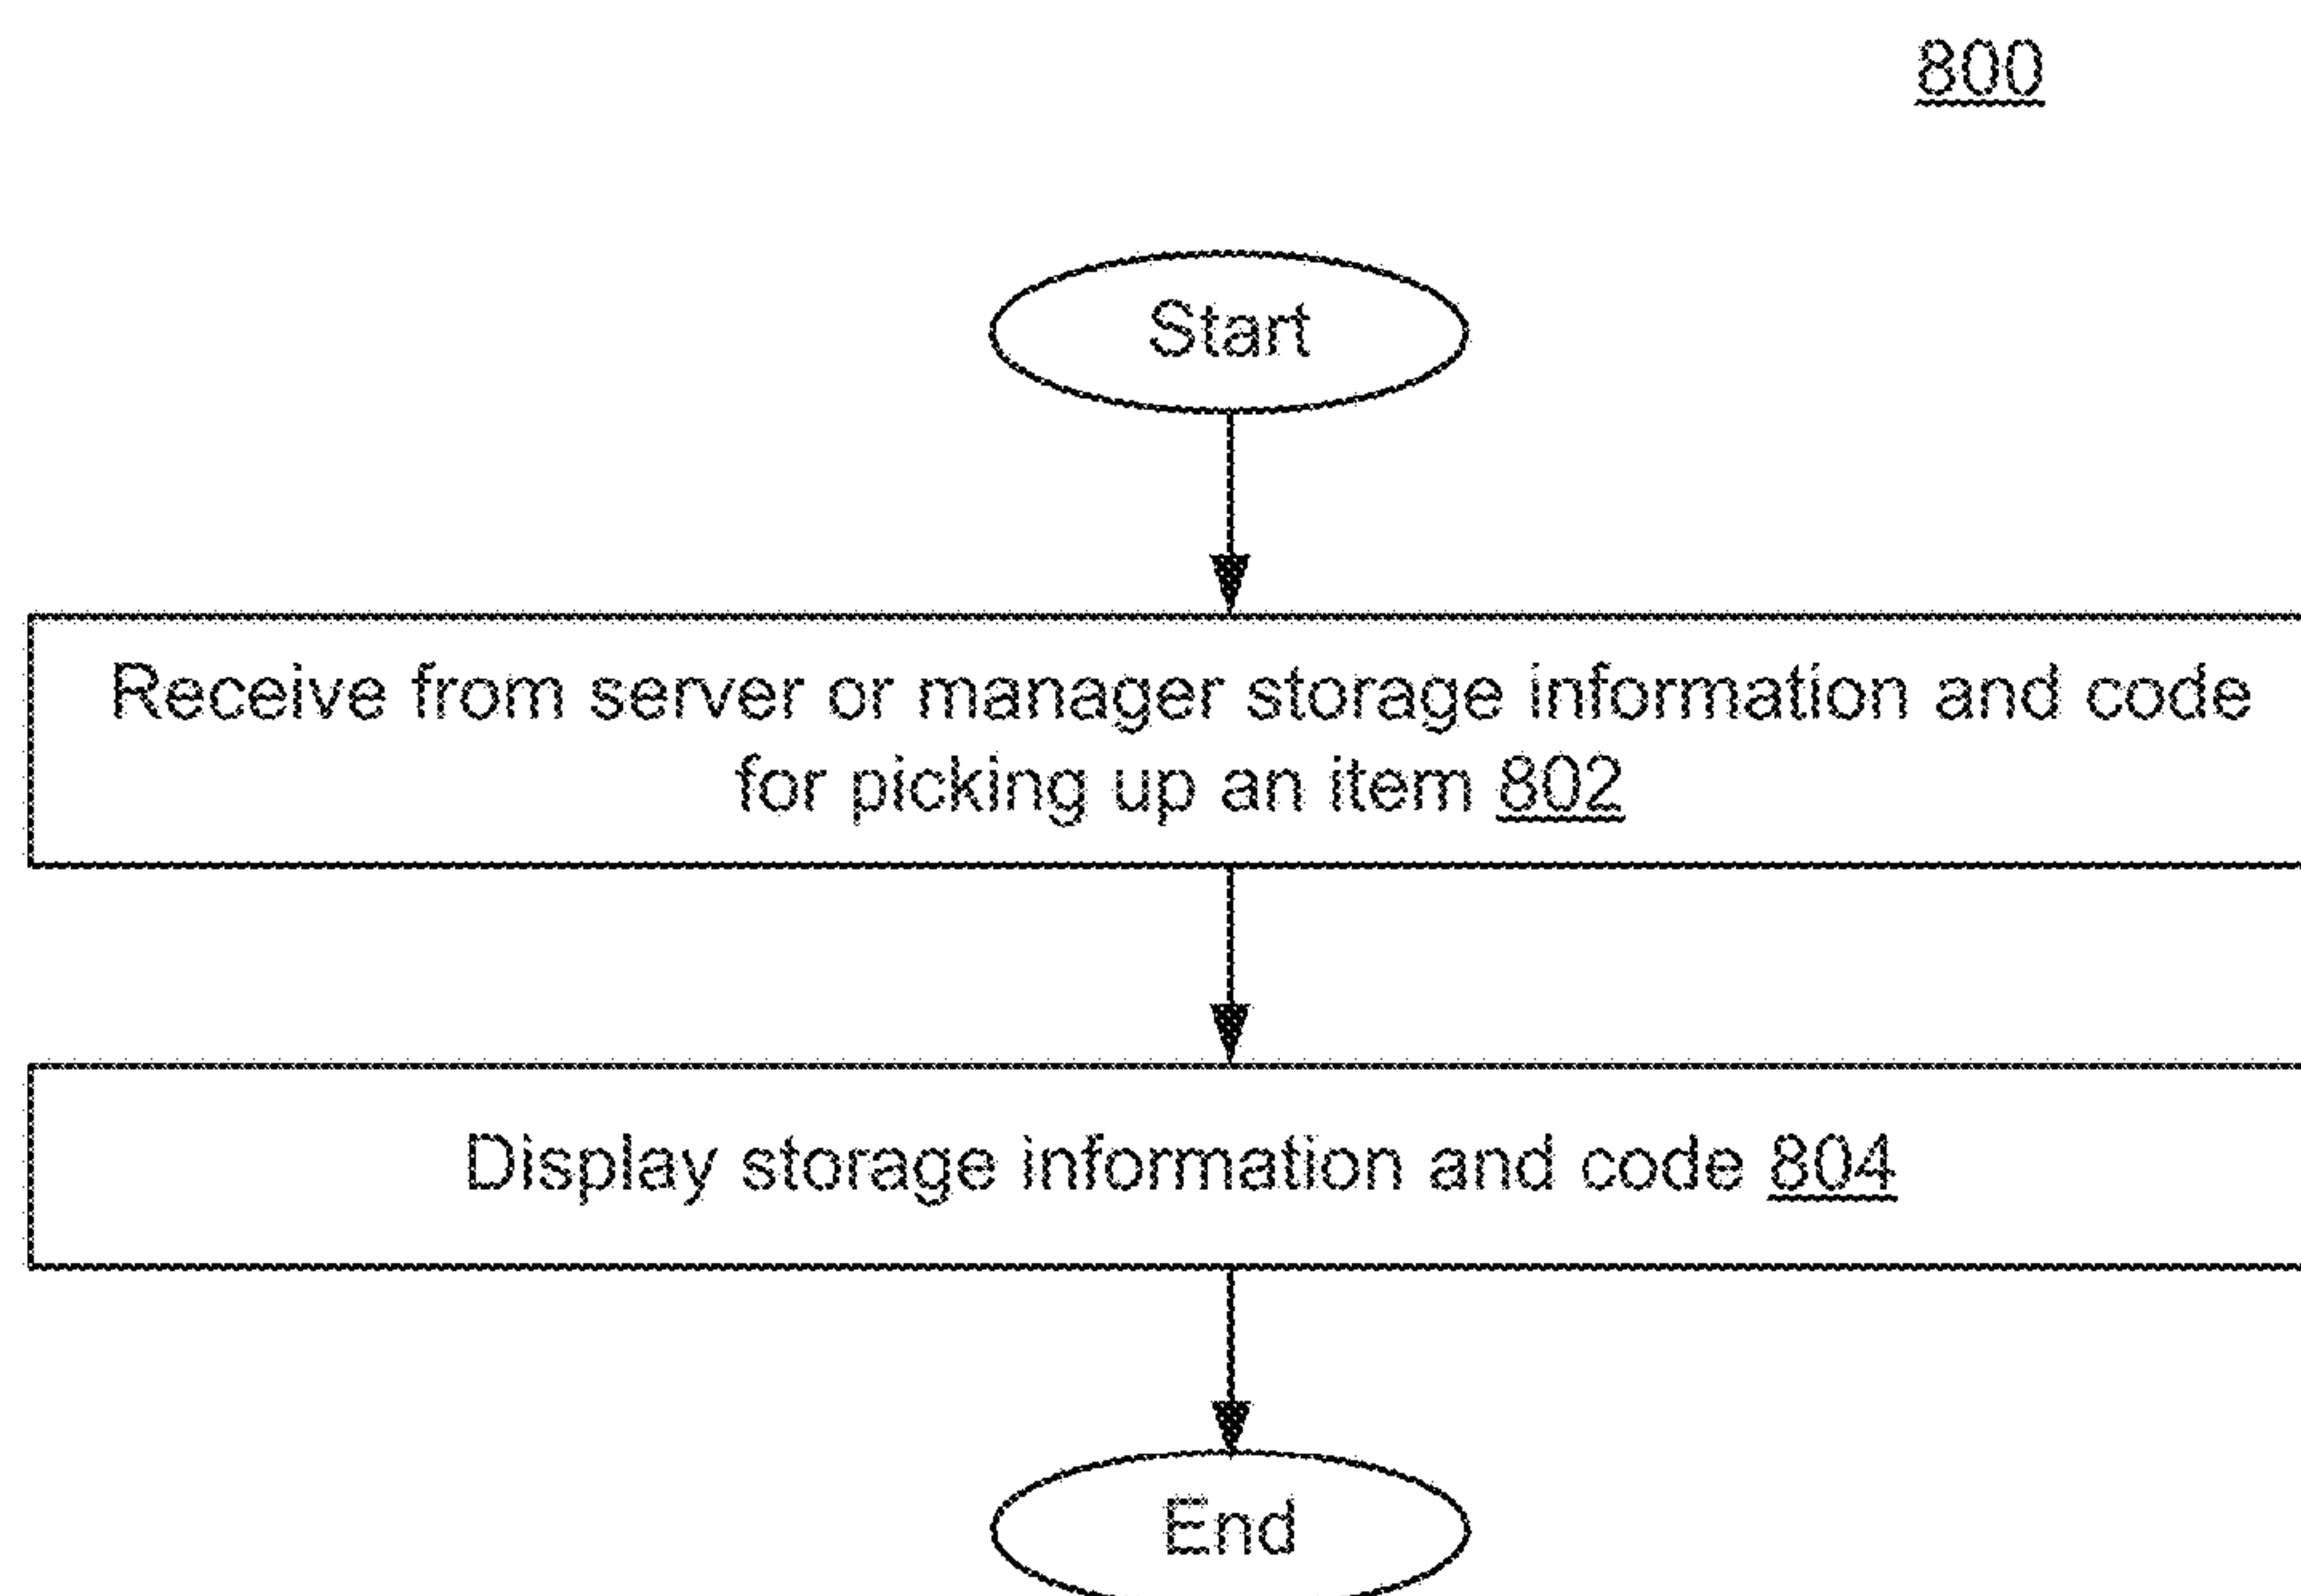 800
Start
Receive from server or manager storage information and code
for picking up an item 802
Display storage information and code 804
End